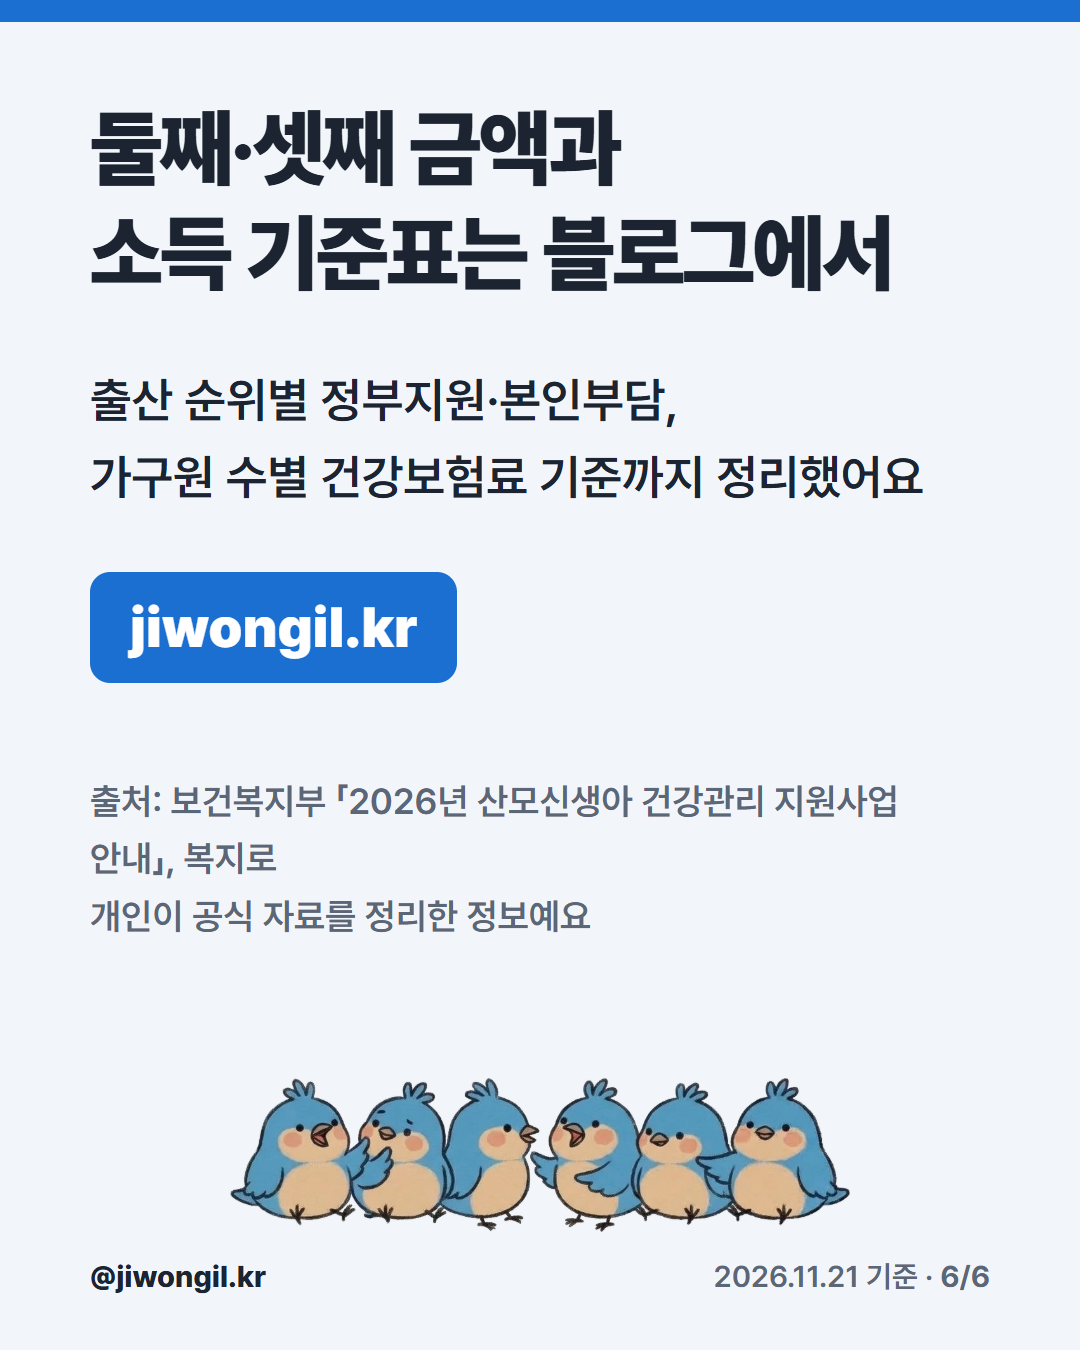 둘째·셋째 금액과
소득 기준표는 블로그에서
출산 순위별 정부지원·본인부담,
가구원 수별 건강보험료 기준까지 정리했어요
jiwongil.kr
출처: 보건복지부 「2026년 산모신생아 건강관리 지원사업
안내」, 복지로
개인이 공식 자료를 정리한 정보예요
@jiwongil.kr
2026.11.21 기준 · 6/6